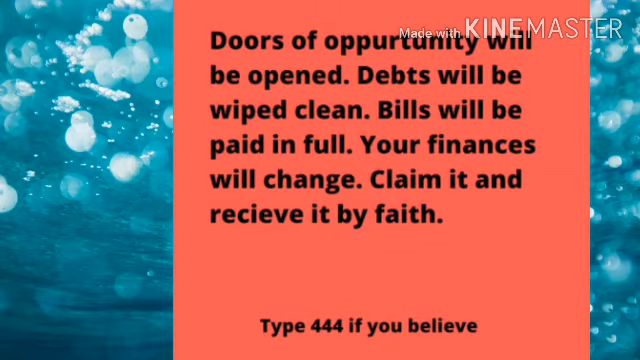 Made with KINEMASTER
Doors of oppurtunity will
be opened. Debts will be
wiped clean. Bills will be
paid in full. Your finances
will change. Claim it and
recieve it by faith.
Type 444 if you believe